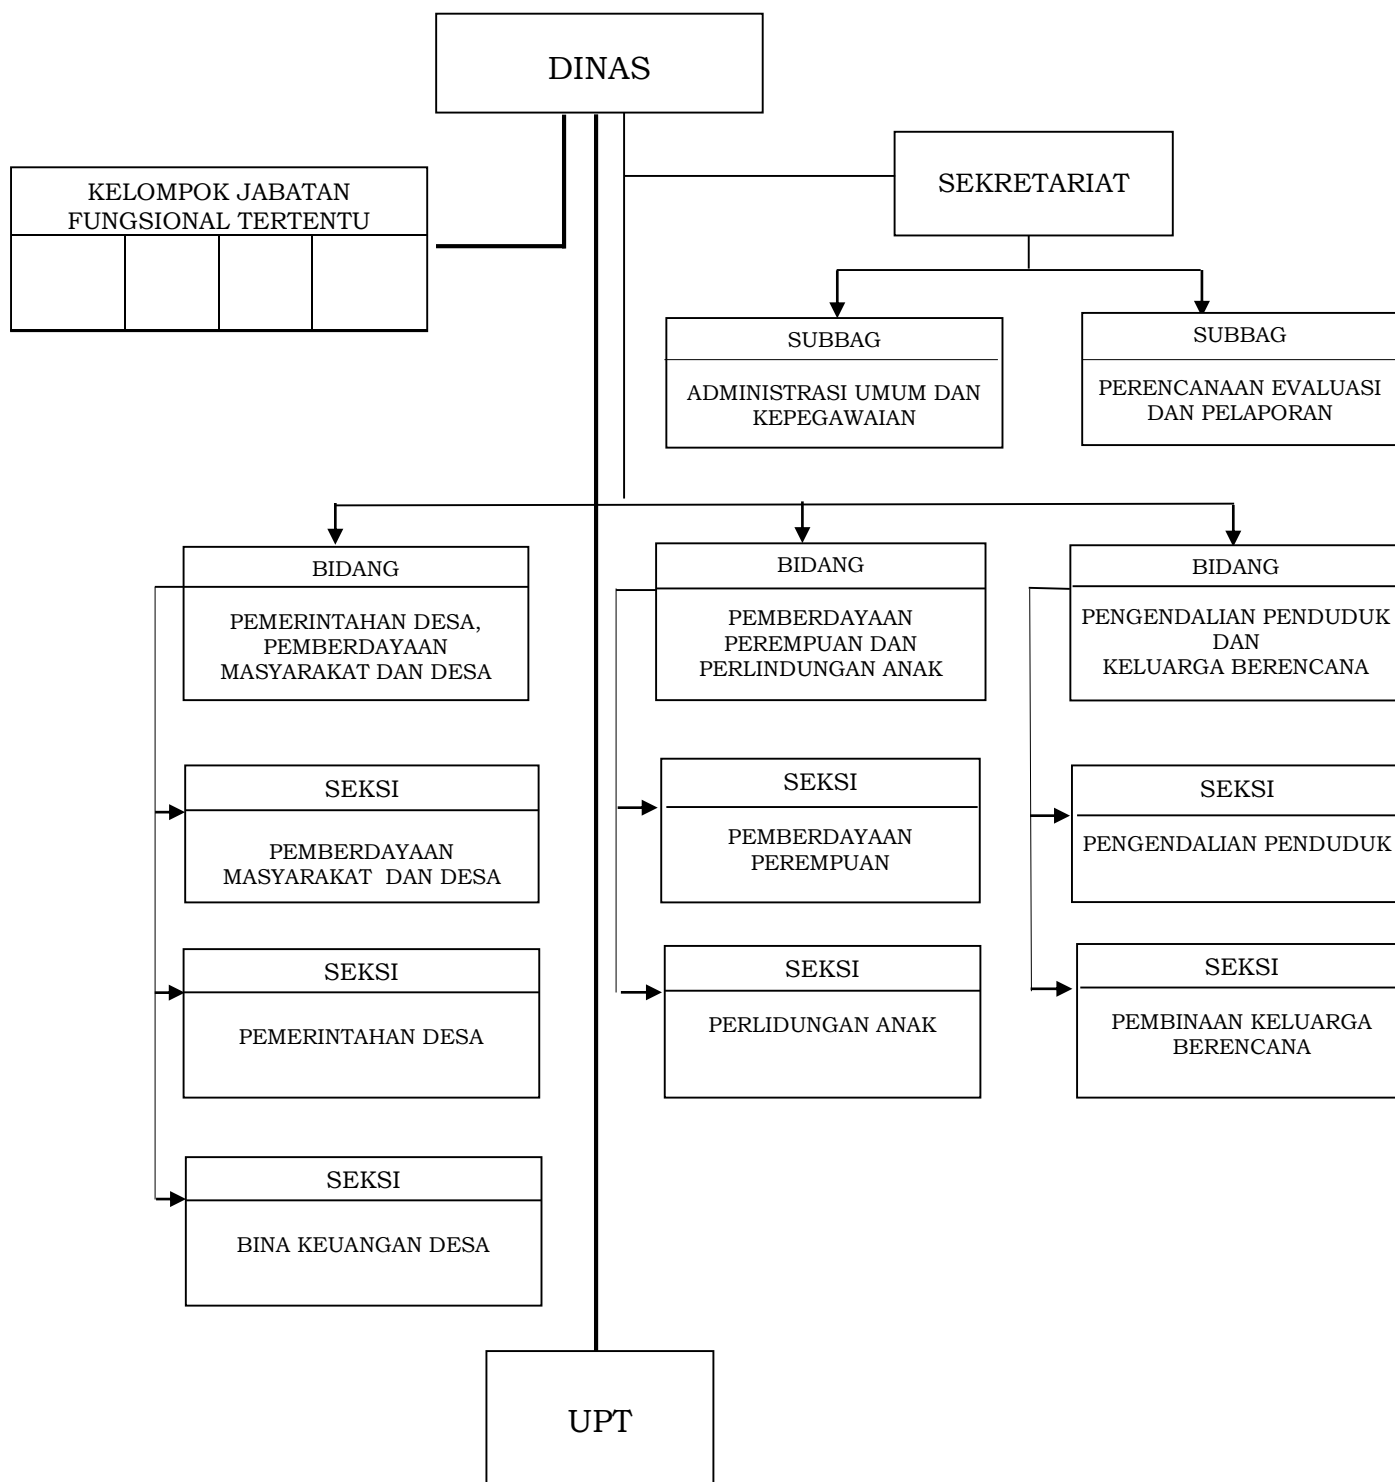 DINAS
SEKRETARIAT
KELOMPOK JABATAN
FUNGSIONAL TERTENTU
SUBBAG
ADMINISTRASI UMUM DAN
KEPEGAWAIAN
SUBBAG
PERENCANAAN EVALUASI
DAN PELAPORAN
BIDANG
PEMERINTAHAN DESA,
PEMBERDAYAAN
MASYARAKAT DAN DESA
BIDANG
PEMBERDAYAAN
PEREMPUAN DAN
PERLINDUNGAN ANAK
BIDANG
PENGENDALIAN PENDUDUK
DAN
KELUARGA BERENCANA
SEKSI
PEMBERDAYAAN
MASYARAKAT  DAN DESA
SEKSI
PEMBERDAYAAN
PEREMPUAN
SEKSI
PENGENDALIAN PENDUDUK
SEKSI
PEMERINTAHAN DESA
SEKSI
PERLIDUNGAN ANAK
SEKSI
PEMBINAAN KELUARGA
BERENCANA
SEKSI
BINA KEUANGAN DESA
UPT